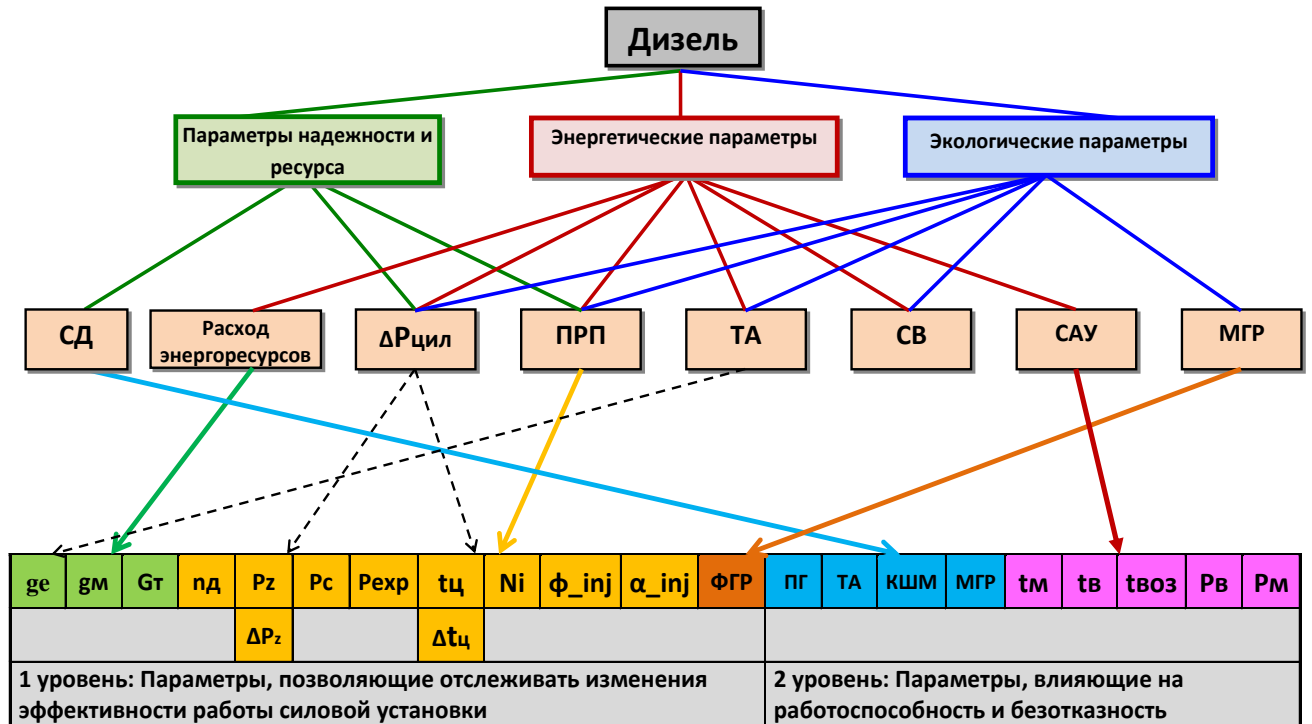 Дизель
Параметры надежности и
ресурса
Энергетические параметры
Экологические параметры
СД
Расход
энергоресурсов
ΔPцил
ПРП
ТА
СВ
САУ
МГР
ge
gм
Gт
nд
Pz
Pc
Pexp
tц
Ni
ϕ_inj
α_inj
ФГР
ПГ
ТА
КШМ
МГР
tм
tв
tвоз
Pв
Pм
ΔPz
Δtц
1 уровень: Параметры, позволяющие отслеживать изменения
эффективности работы силовой установки
2 уровень: Параметры, влияющие на
работоспособность и безотказность